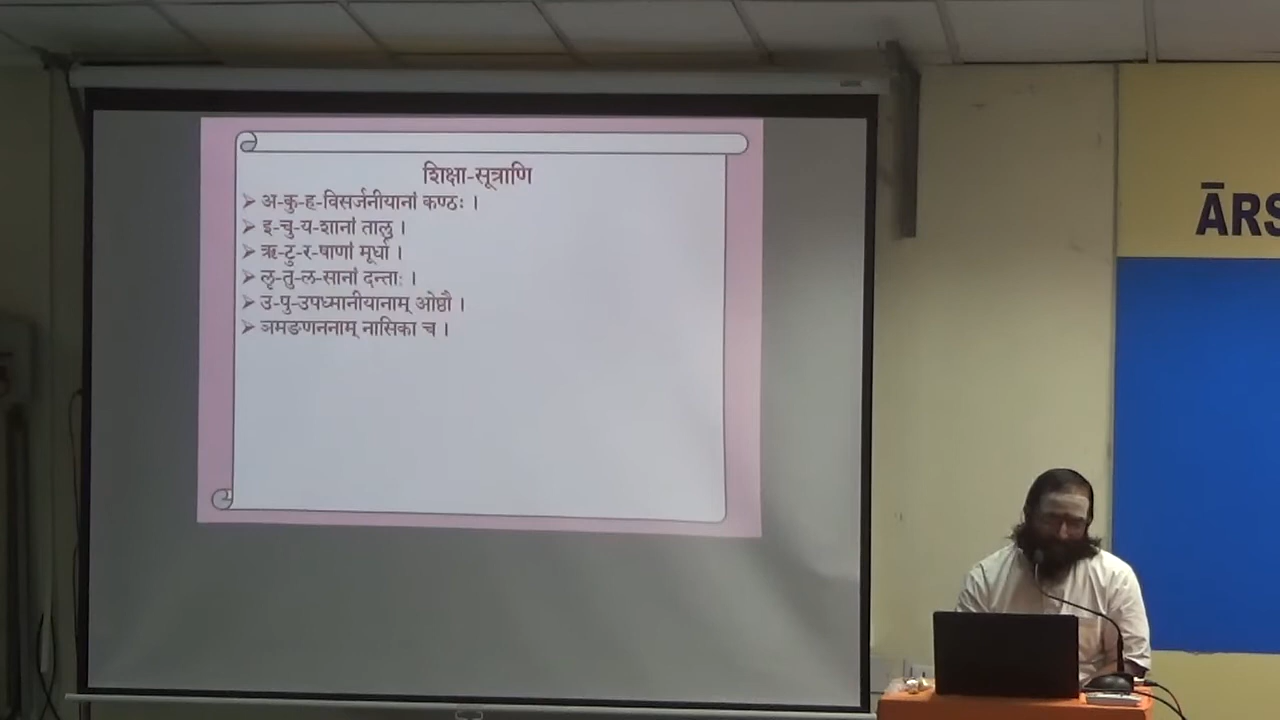 शिक्षा-सूत्राणि
➢ अ-कु-ह-विसर्जनीयानां कण्ठः ।
➢ इ-चु-य-शानां तालु ।
➢ ऋ-टु-र-षाणां मूर्धा ।
➢ लृ-तु-ल-सानां दन्ताः ।
➢ उ-पु-उपध्मानीयानाम् ओष्ठौ ।
➢ ञमङणननाम् नासिका च ।
ĀRS